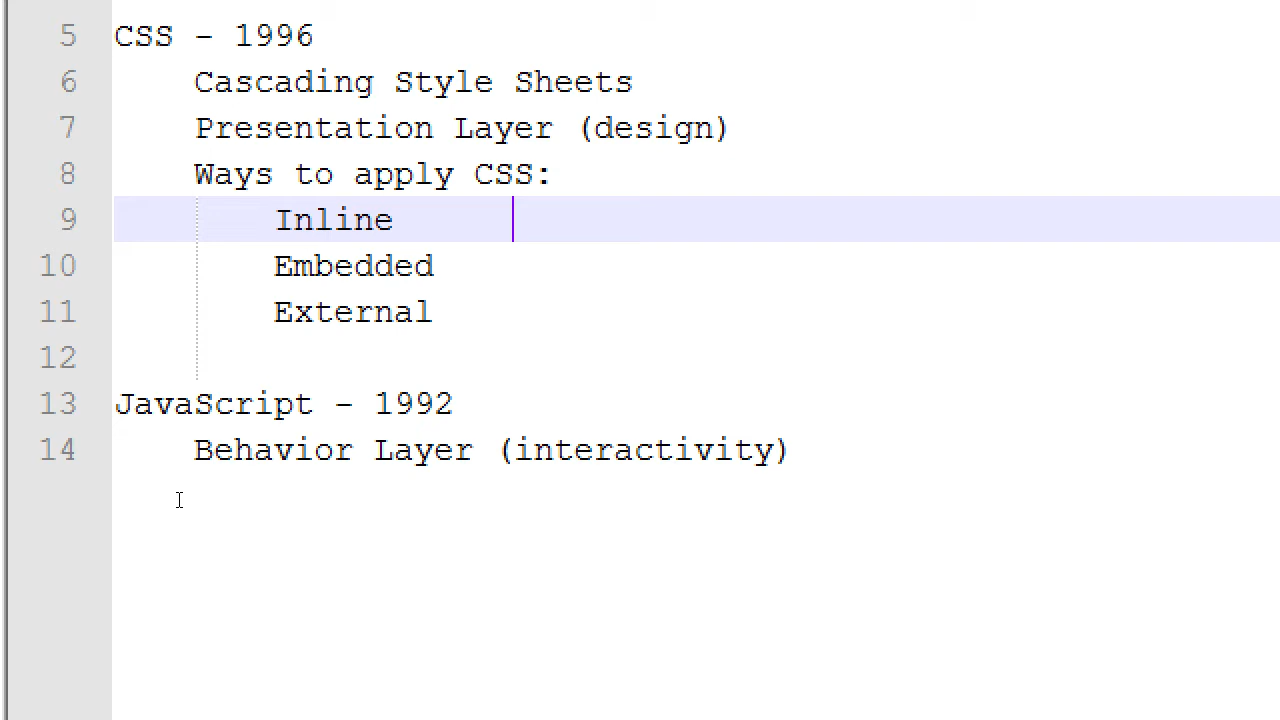 5 CSS - 1996
6 Cascading Style Sheets
7 Presentation Layer (design)
8 Ways to apply CSS:
9 Inline
10 Embedded
11 External
12
13 JavaScript - 1992
14 Behavior Layer (interactivity)